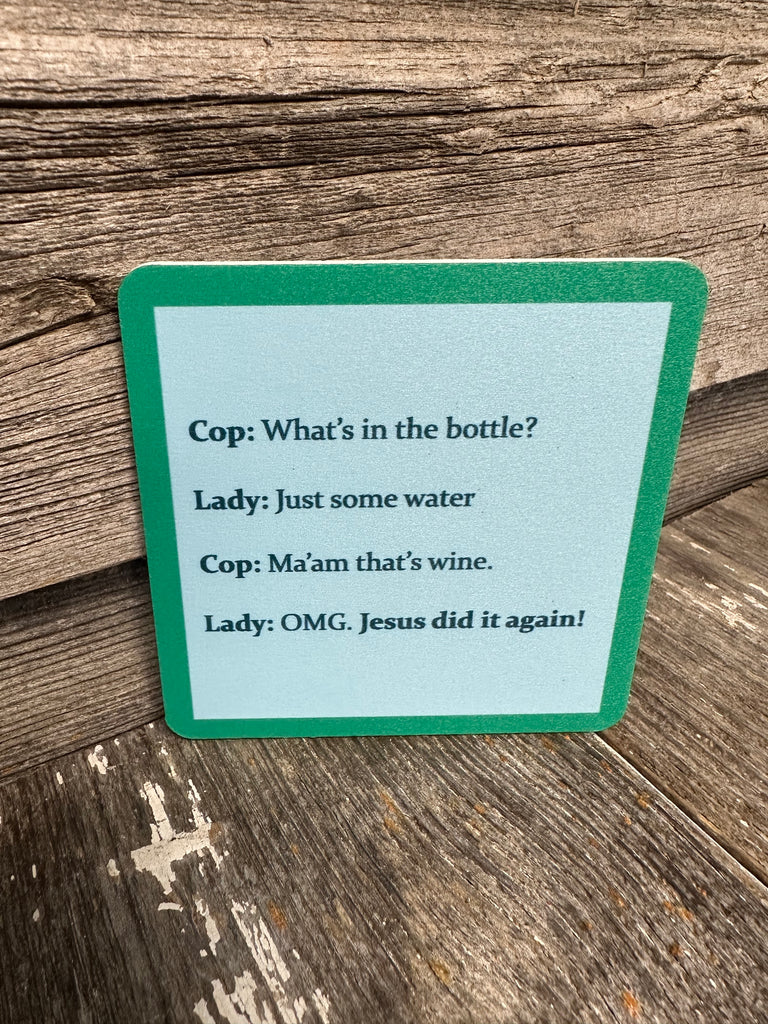 Cop: What's in the bottle?
Lady: Just some water
Cop: Ma'am that's wine.
Lady: OMG. Jesus did it again!